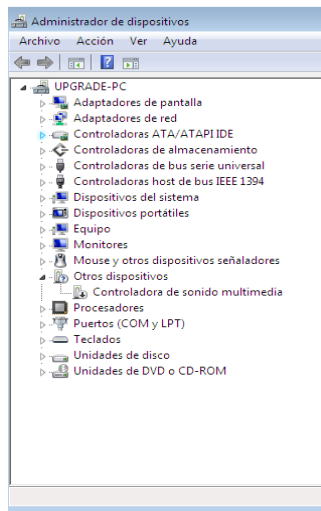 Administrador de dispositivos
Archivo Acción Ver Ayuda
UPGRADE-PC
Adaptadores de pantalla
Adaptadores de red
Controladoras ATA/ATAPI IDE
Controladoras de almacenamiento
Controladoras de bus serie universal
Controladoras host de bus IEEE 1394
Dispositivos del sistema
Dispositivos portátiles
Equipo
Monitores
Mouse y otros dispositivos señaladores
Otros dispositivos
Controladora de sonido multimedia
Procesadores
Puertos (COM y LPT)
Teclados
Unidades de disco
Unidades de DVD o CD-ROM